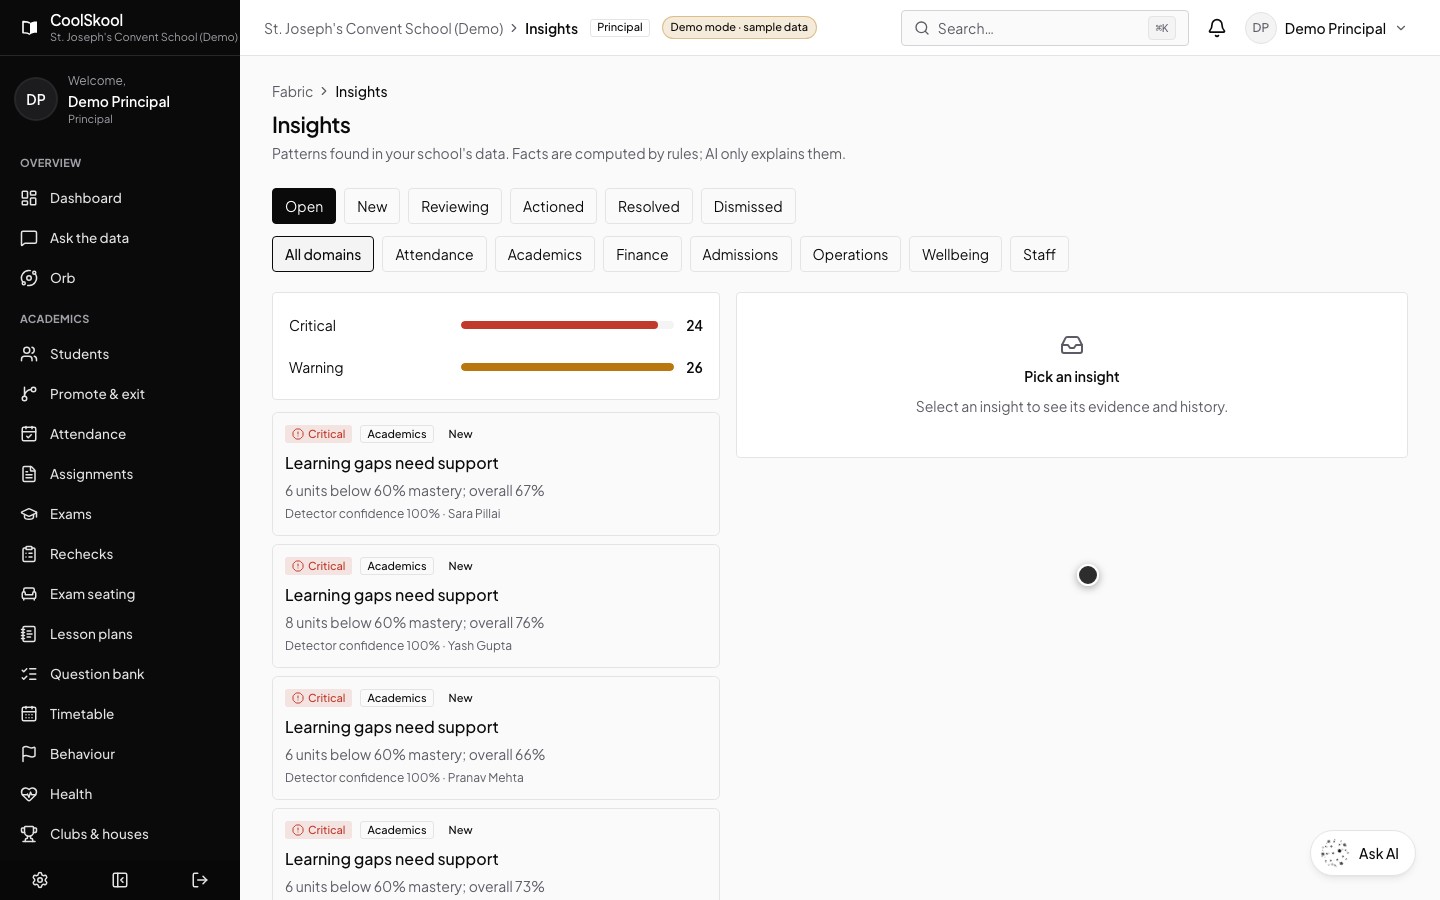 CoolSkool
St. Joseph's Convent School (Demo)
Welcome,
DP
Demo Principal
Principal
OVERVIEW
Dashboard
Ask the data
Orb
ACADEMICS
Students
Promote & exit
Attendance
Assignments
Exams
Rechecks
Exam seating
Lesson plans
Question bank
Timetable
Behaviour
Health
Clubs & houses
St. Joseph's Convent School (Demo) > Insights Principal Demo mode · sample data
Search... ⌘K
DP Demo Principal
Fabric > Insights
Insights
Patterns found in your school's data. Facts are computed by rules; AI only explains them.
Open New Reviewing Actioned Resolved Dismissed
All domains Attendance Academics Finance Admissions Operations Wellbeing Staff
Critical 24
Warning 26
Critical Academics New
Learning gaps need support
6 units below 60% mastery; overall 67%
Detector confidence 100% · Sara Pillai
Critical Academics New
Learning gaps need support
8 units below 60% mastery; overall 76%
Detector confidence 100% · Yash Gupta
Critical Academics New
Learning gaps need support
6 units below 60% mastery; overall 66%
Detector confidence 100% · Pranav Mehta
Critical Academics New
Learning gaps need support
6 units below 60% mastery; overall 73%
Pick an insight
Select an insight to see its evidence and history.
Ask AI